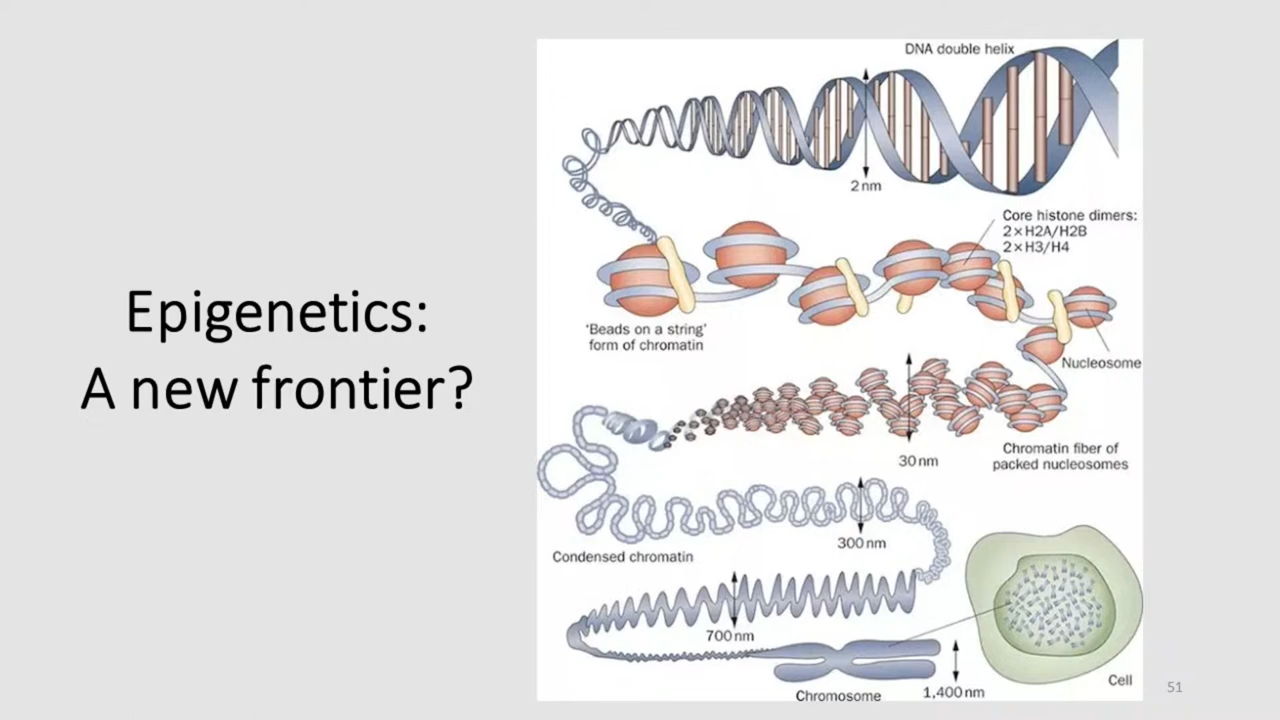 Epigenetics:
A new frontier?
DNA double helix
2 nm
Core histone dimers:
2 × H2A/H2B
2 × H3/H4
'Beads on a string'
form of chromatin
Nucleosome
30 nm
Chromatin fiber of
packed nucleosomes
300 nm
Condensed chromatin
700 nm
Chromosome
1,400 nm
Cell
51